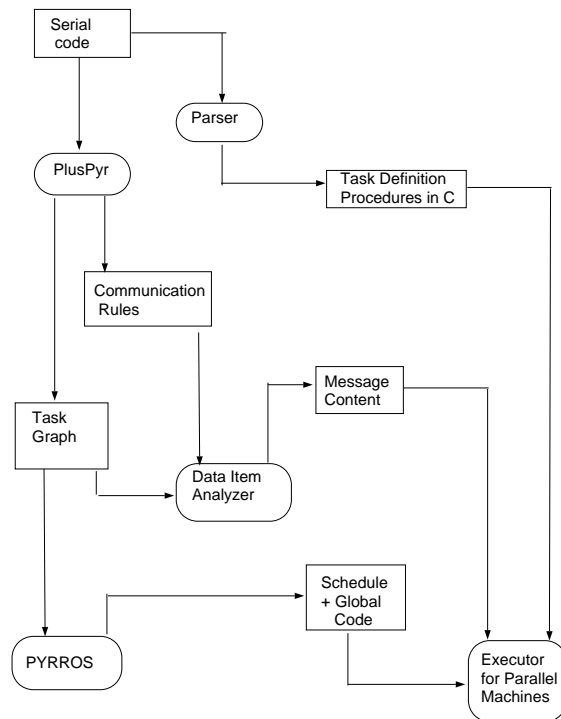 Serial
code
Parser
PlusPyr
Task Definition
Procedures in C
Communication
Rules
Message
Content
Task
Graph
Data Item
Analyzer
Schedule
+ Global
Code
PYRROS
Executor
for Parallel
Machines